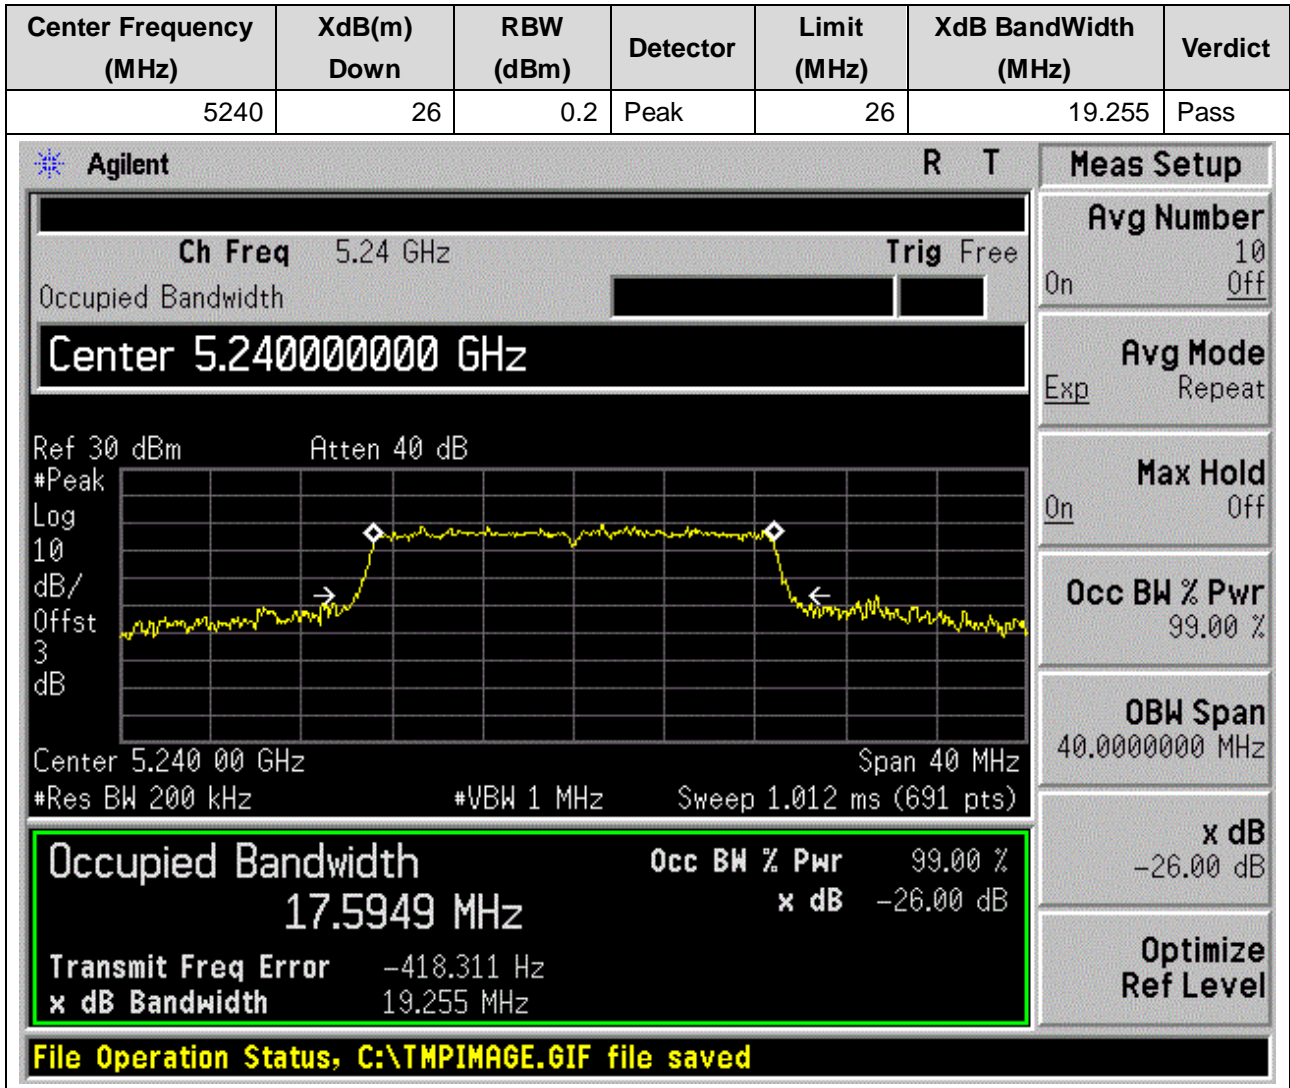 Center Frequency (MHz) XdB(m) Down RBW (dBm) Detector Limit (MHz) XdB BandWidth (MHz) Verdict
5240 26 0.2 Peak 26 19.255 Pass
Agilent R T
Meas Setup
Ch Freq 5.24 GHz Trig Free
Occupied Bandwidth
Center 5.240000000 GHz
Ref 30 dBm Atten 40 dB
#Peak
Log
10
dB/
Offst
3
dB
Center 5.240 00 GHz Span 40 MHz
#Res BW 200 kHz #VBW 1 MHz Sweep 1.012 ms (691 pts)
Occupied Bandwidth
17.5949 MHz
Occ BW % Pwr 99.00 %
x dB -26.00 dB
Transmit Freq Error -418.311 Hz
x dB Bandwidth 19.255 MHz
Avg Number
10
On Off
Avg Mode
Exp Repeat
Max Hold
On Off
Occ BW % Pwr
99.00 %
OBW Span
40.0000000 MHz
x dB
-26.00 dB
Optimize
Ref Level
File Operation Status, C:\TMPIMAGE.GIF file saved